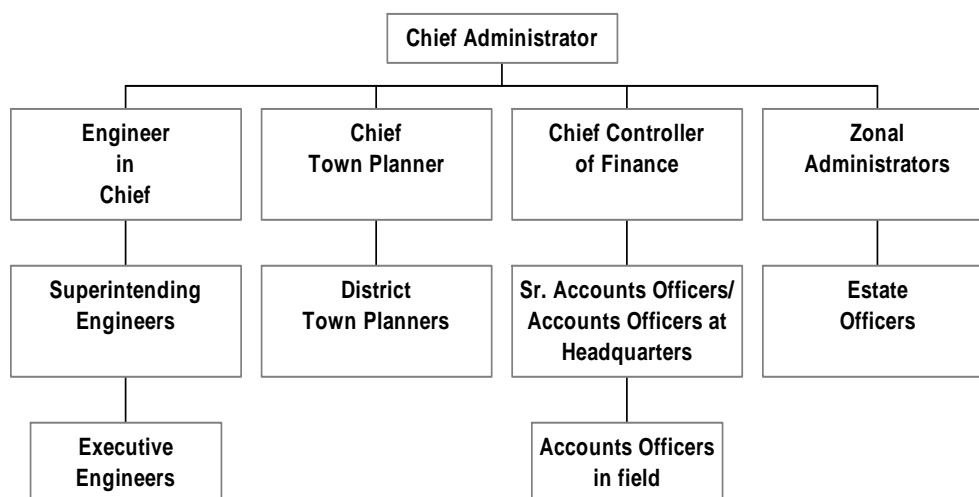 Chief Administrator
Engineer
in
Chief
Chief
Town Planner
Chief Controller
of Finance
Zonal
Administrators
Superintending
Engineers
District
Town Planners
Sr. Accounts Officers/
Accounts Officers at
Headquarters
Estate
Officers
Executive
Engineers
Accounts Officers
in field